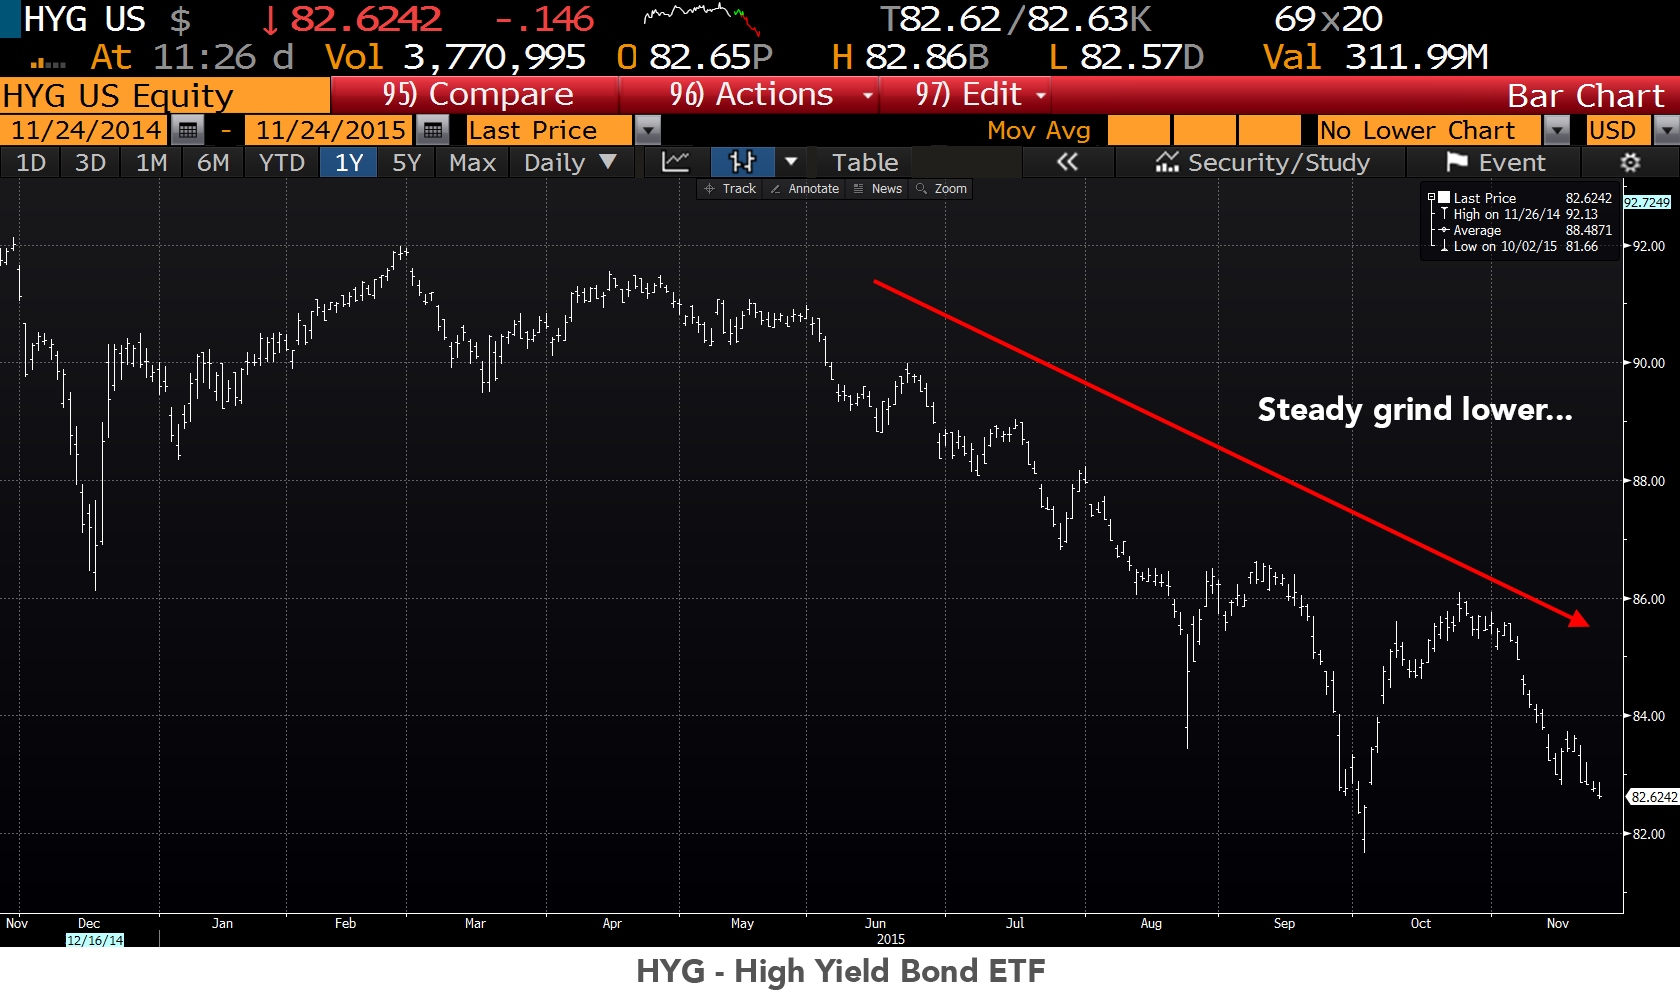 HYG US $ ↓ 82.6242 -.146 T82.62/82.63K 69x20
At 11:26 d Vol 3,770,995 O 82.65P H 82.86B L 82.57D Val 311.99M
HYG US Equity 95) Compare 96) Actions 97) Edit Bar Chart
11/24/2014 - 11/24/2015 Last Price Mov Avg No Lower Chart USD
1D 3D 1M 6M YTD 1Y 5Y Max Daily ▼ Table « Security/Study Event
Track Annotate News Zoom
Last Price 82.6242
High on 11/26/14 92.13
Average 88.4871
Low on 10/02/15 81.66
92.7249
92.00
90.00
Steady grind lower...
88.00
86.00
84.00
82.6242
82.00
Nov Dec Jan Feb Mar Apr May Jun Jul Aug Sep Oct Nov
12/16/14 2015
HYG - High Yield Bond ETF